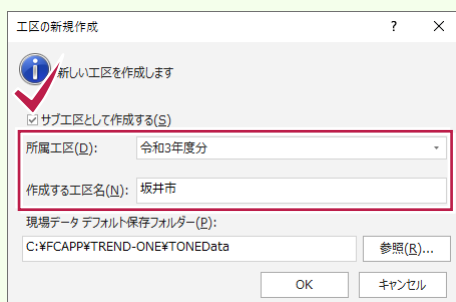 工区の新規作成 ? ×
新しい工区を作成します
サブ工区として作成する(S)
所属工区(D): 令和3年度分
作成する工区名(N): 坂井市
現場データ デフォルト保存フォルダー(P):
C:¥FCAPP¥TREND-ONE¥TONEData 参照(R)...
OK キャンセル